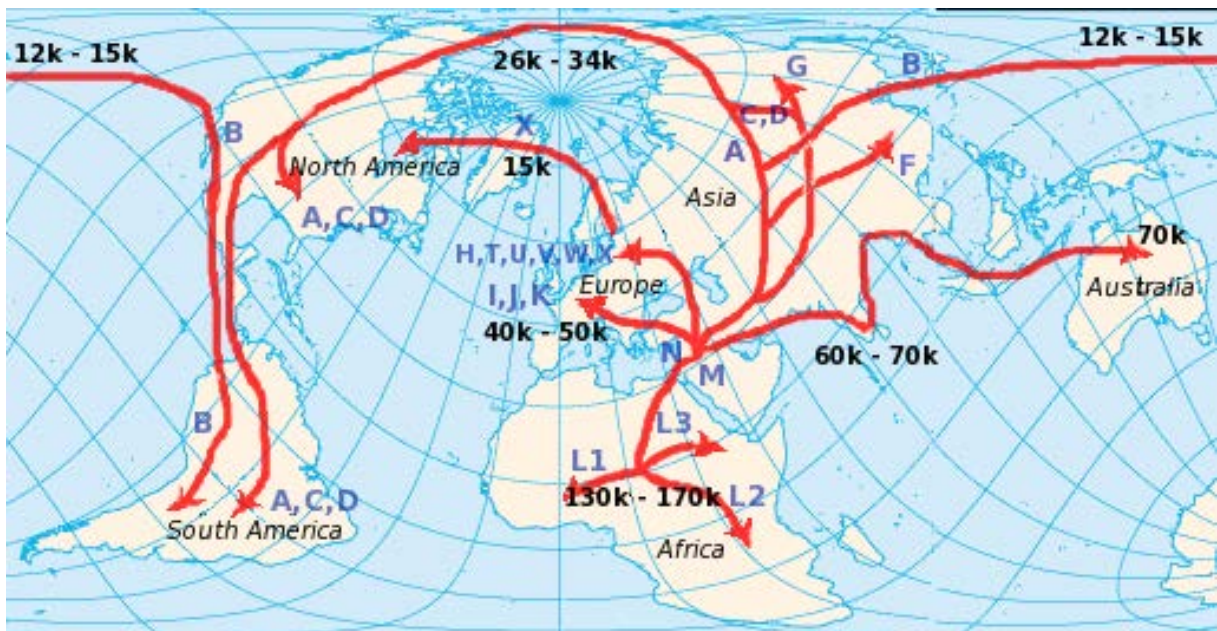 12k - 15k
26k - 34k
12k - 15k
G
B
C,D
X
B
A
North America
15k
F
Asia
A,C,D
70k
H,T,U,V,W,X
I,J,K
Europe
Australia
40k - 50k
60k - 70k
N
M
B
L3
L1
130k - 170k
L2
A,C,D
South America
Africa